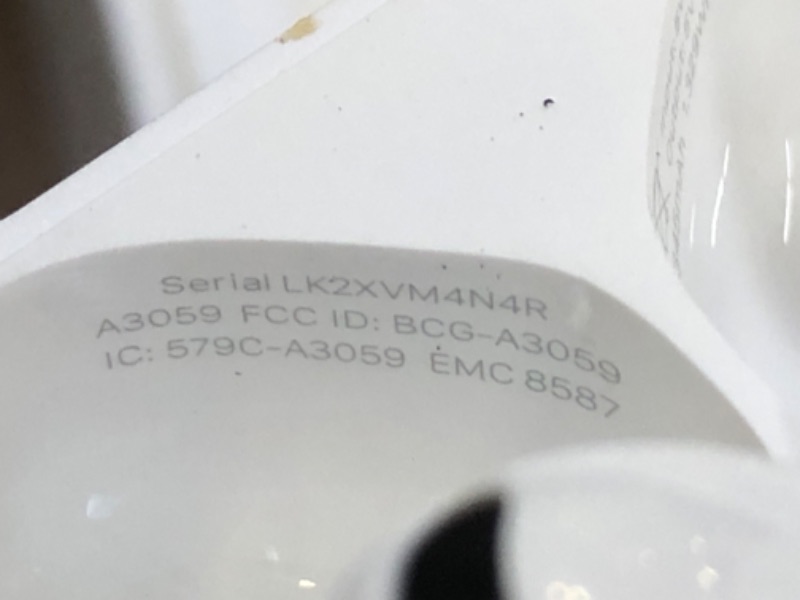 Serial LK2XVM4N4R
A3059 FCC ID: BCG-A3059
IC: 579C-A3059 EMC 8587